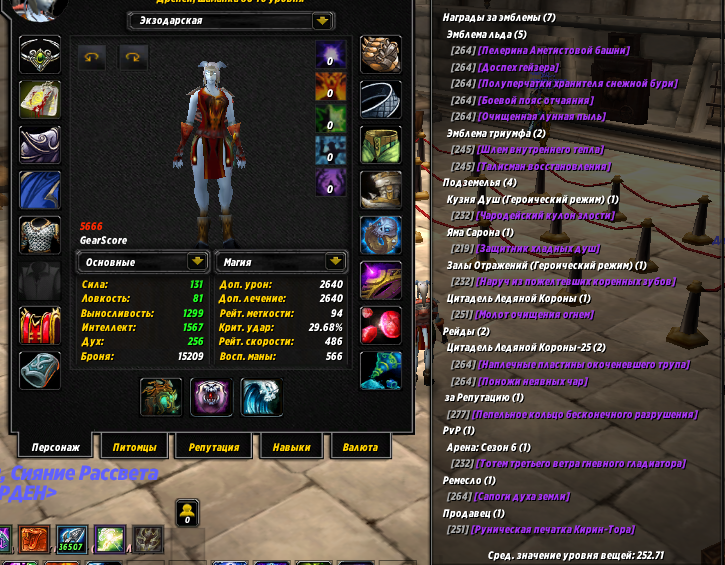 Экзодарская
0
0
0
0
0
5666
GearScore
Основные
Магия
Сила: 131
Ловкость: 81
Выносливость: 1299
Интеллект: 1567
Дух: 256
Броня: 15209
Доп. урон: 2640
Доп. лечение: 2640
Рейт. меткости: 94
Крит. удар: 29.68%
Рейт. скорости: 486
Восп. маны: 566
Персонаж
Питомцы
Репутация
Навыки
Валюта
, Сияние Рассвета
РДЕН>
0
36507
Награды за эмблемы (7)
Эмблема льда (5)
[264] [Пелерина Аметистовой башни]
[264] [Доспех гейзера]
[264] [Полуперчатки хранителя снежной бури]
[264] [Боевой пояс отчаяния]
[264] [Очищенная лунная пыль]
Эмблема триумфа (2)
[245] [Шлем внутреннего тепла]
[245] [Талисман восстановления]
Подземелья (4)
Кузня Душ (Героический режим) (1)
[232] [Чародейский кулон злости]
Яма Сарона (1)
[219] [Защитник хладных душ]
Залы Отражений (Героический режим) (1)
[232] [Наруч из пожелтевших коренных зубов]
Цитадель Ледяной Короны (1)
[251] [Молот очищения огнем]
Рейды (2)
Цитадель Ледяной Короны-25 (2)
[264] [Наплечные пластины окоченевшего трупа]
[264] [Поножи неявных чар]
за Репутацию (1)
[277] [Пепельное кольцо бесконечного разрушения]
PvP (1)
Арена: Сезон 6 (1)
[232] [Тотем третьего ветра гневного гладиатора]
Ремесло (1)
[264] [Сапоги духа земли]
Продавец (1)
[251] [Руническая печатка Кирин-Тора]
Сред. значение уровня вещей: 252.71